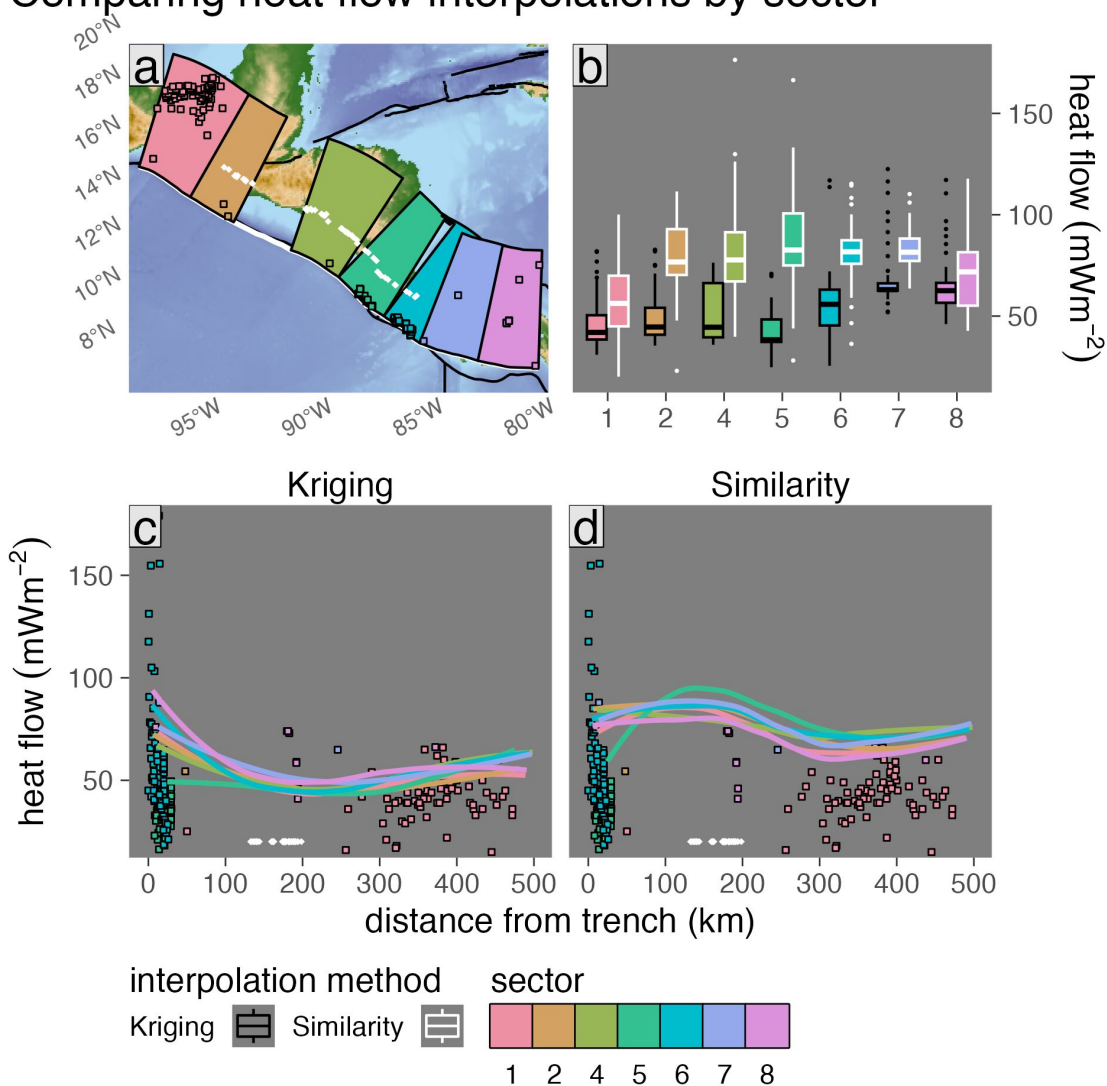 Comparing heat flow interpolations by sector
a
20°N
18°N
16°N
14°N
12°N
10°N
8°N
95°W
90°W
85°W
80°W
b
150
100
50
heat flow (mWm−2)
1 2 4 5 6 7 8
Kriging
Similarity
c
d
heat flow (mWm−2)
150
100
50
0 100 200 300 400 500
0 100 200 300 400 500
distance from trench (km)
interpolation method
Kriging
Similarity
sector
1 2 4 5 6 7 8